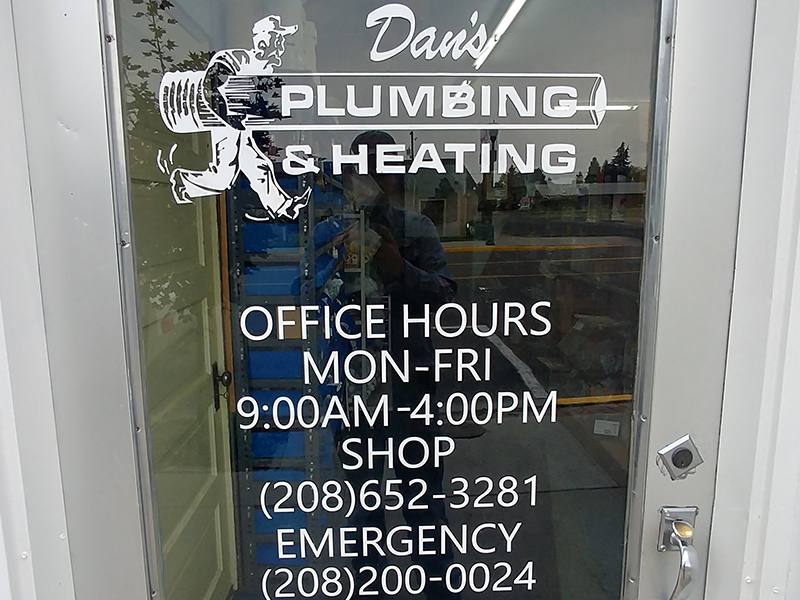 Dan's
PLUMBING
& HEATING
OFFICE HOURS
MON-FRI
9:00AM-4:00PM
SHOP
(208)652-3281
EMERGENCY
(208)200-0024